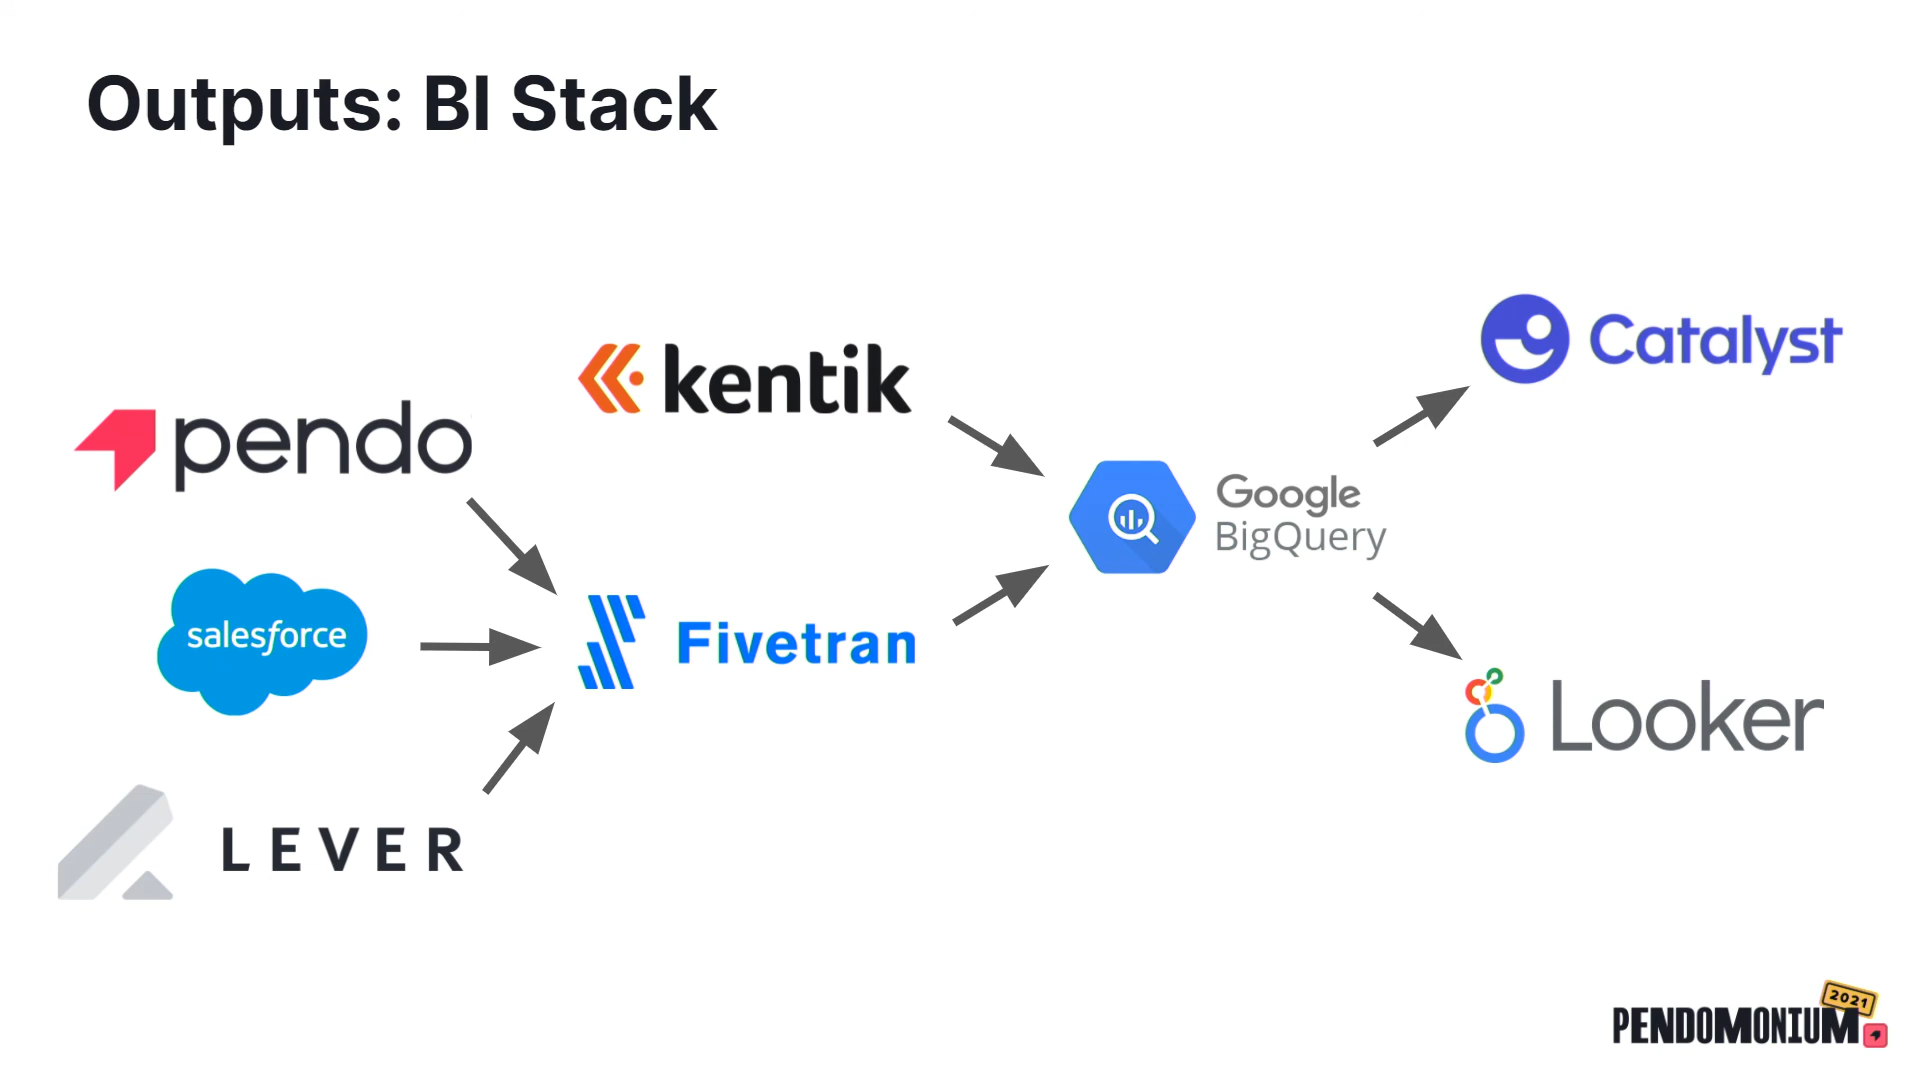 Outputs: BI Stack
pendo
salesforce
LEVER
kentik
Fivetran
Google
BigQuery
Catalyst
Looker
2021
PENDOMONIUM